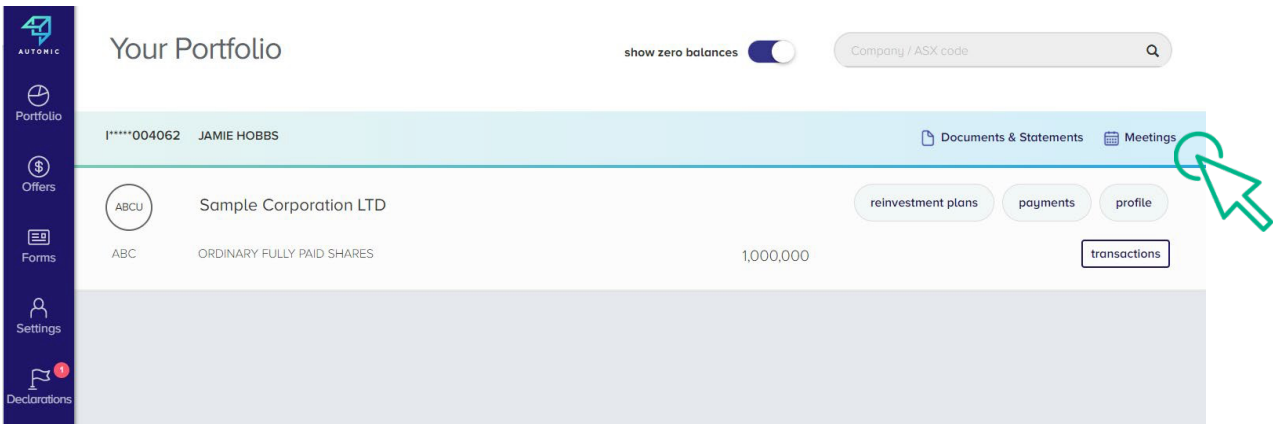 AUTOMIC
Portfolio
Offers
Forms
Settings
1
Declarations
Your Portfolio
show zero balances
Company / ASX code
I*****004062 JAMIE HOBBS
Documents & Statements
Meetings
ABCU
Sample Corporation LTD
reinvestment plans
payments
profile
ABC
ORDINARY FULLY PAID SHARES
1,000,000
transactions